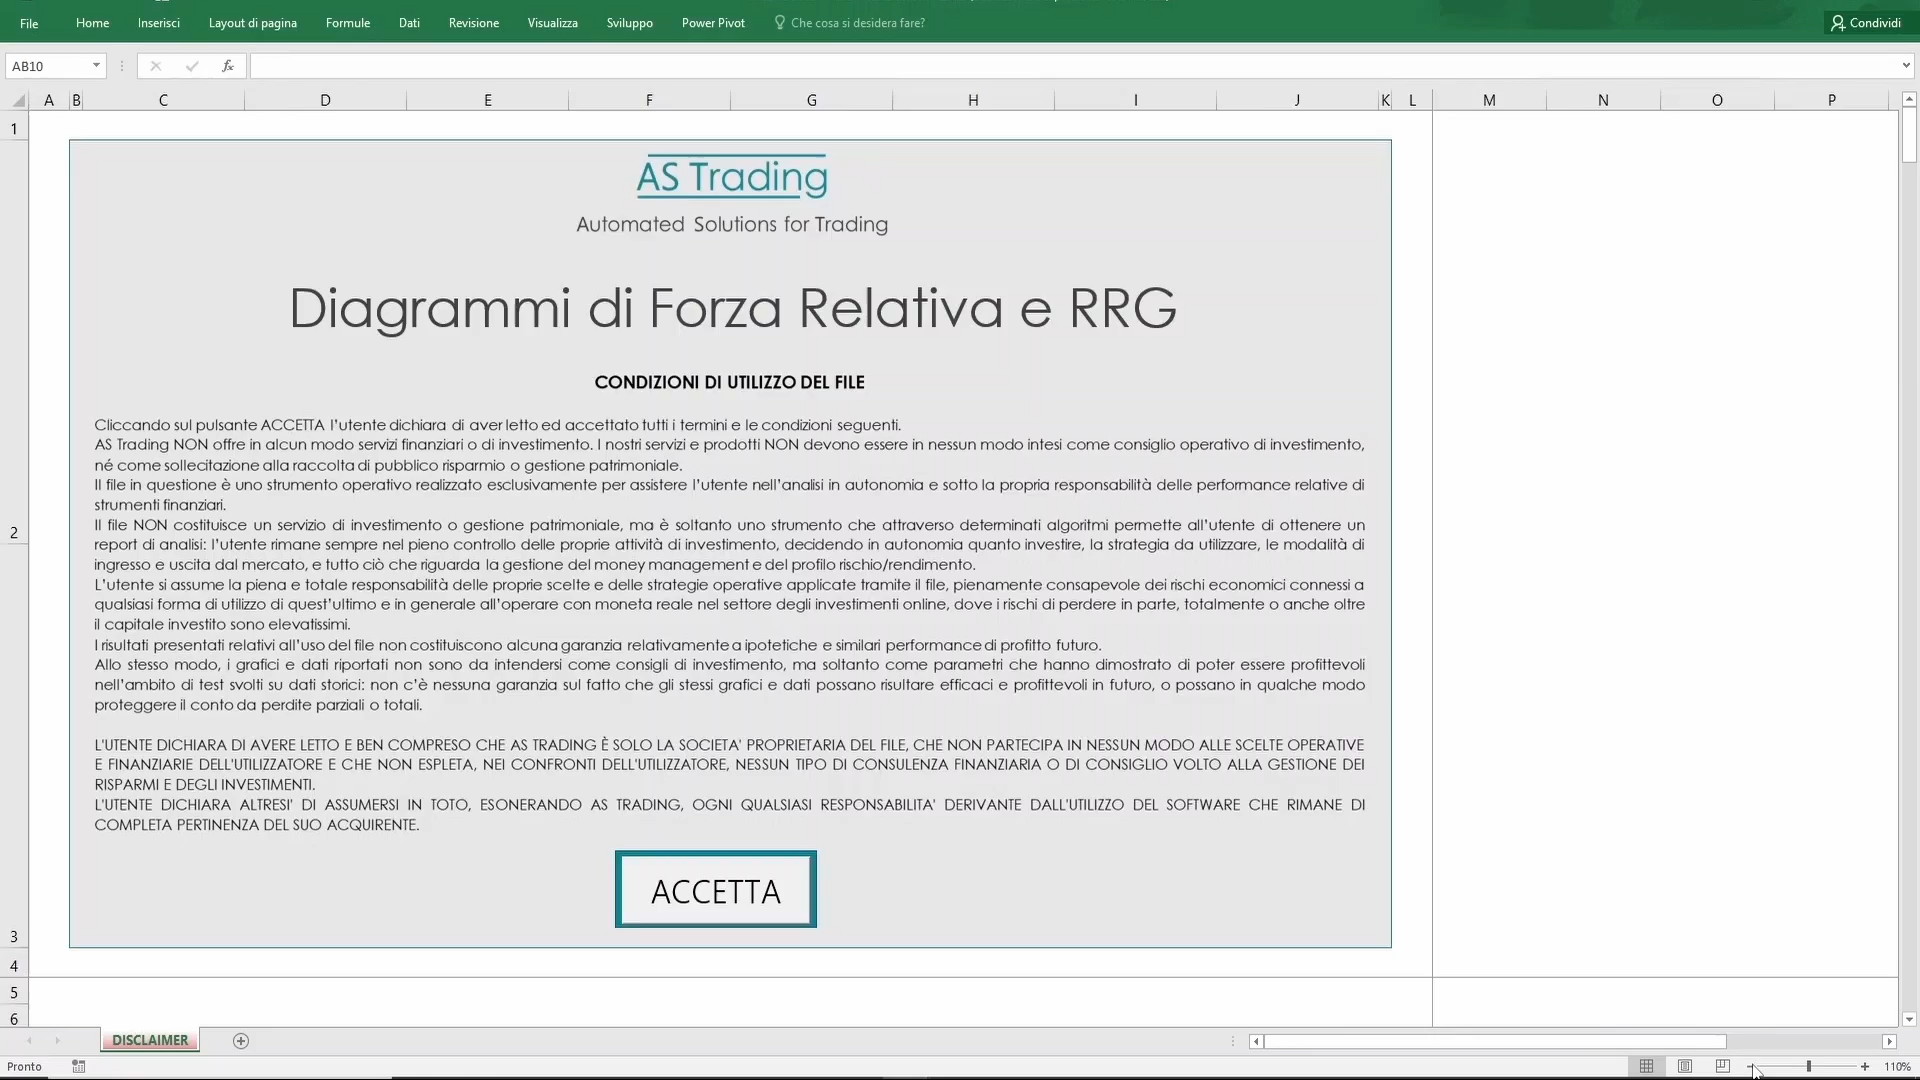 File Home Inserisci Layout di pagina Formule Dati Revisione Visualizza Sviluppo Power Pivot Che cosa si desidera fare? Condividi
AB10 fx
A B C D E F G H I J K L M N O P
1
AS Trading
Automated Solutions for Trading
Diagrammi di Forza Relativa e RRG
CONDIZIONI DI UTILIZZO DEL FILE
Cliccando sul pulsante ACCETTA l'utente dichiara di aver letto ed accettato tutti i termini e le condizioni seguenti.
AS Trading NON offre in alcun modo servizi finanziari o di investimento. I nostri servizi e prodotti NON devono essere in nessun modo intesi come consiglio operativo di investimento,
né come sollecitazione alla raccolta di pubblico risparmio o gestione patrimoniale.
Il file in questione è uno strumento operativo realizzato esclusivamente per assistere l'utente nell'analisi in autonomia e sotto la propria responsabilità delle performance relative di
strumenti finanziari.
Il file NON costituisce un servizio di investimento o gestione patrimoniale, ma è soltanto uno strumento che attraverso determinati algoritmi permette all'utente di ottenere un
2
report di analisi: l'utente rimane sempre nel pieno controllo delle proprie attività di investimento, decidendo in autonomia quanto investire, la strategia da utilizzare, le modalità di
ingresso e uscita dal mercato, e tutto ciò che riguarda la gestione del money management e del profilo rischio/rendimento.
L'utente si assume la piena e totale responsabilità delle proprie scelte e delle strategie operative applicate tramite il file, pienamente consapevole dei rischi economici connessi a
qualsiasi forma di utilizzo di quest'ultimo e in generale all'operare con moneta reale nel settore degli investimenti online, dove i rischi di perdere in parte, totalmente o anche oltre
il capitale investito sono elevatissimi.
I risultati presentati relativi all'uso del file non costituiscono alcuna garanzia relativamente a ipotetiche e similari performance di profitto futuro.
Allo stesso modo, i grafici e dati riportati non sono da intendersi come consigli di investimento, ma soltanto come parametri che hanno dimostrato di poter essere profittevoli
nell'ambito di test svolti su dati storici: non c'è nessuna garanzia sul fatto che gli stessi grafici e dati possano risultare efficaci e profittevoli in futuro, o possano in qualche modo
proteggere il conto da perdite parziali o totali.
L'UTENTE DICHIARA DI AVERE LETTO E BEN COMPRESO CHE AS TRADING È SOLO LA SOCIETA' PROPRIETARIA DEL FILE, CHE NON PARTECIPA IN NESSUN MODO ALLE SCELTE OPERATIVE
E FINANZIARIE DELL'UTILIZZATORE E CHE NON ESPLETA, NEI CONFRONTI DELL'UTILIZZATORE, NESSUN TIPO DI CONSULENZA FINANZIARIA O DI CONSIGLIO VOLTO ALLA GESTIONE DEI
RISPARMI E DEGLI INVESTIMENTI.
L'UTENTE DICHIARA ALTRESI' DI ASSUMERSI IN TOTO, ESONERANDO AS TRADING, OGNI QUALSIASI RESPONSABILITA' DERIVANTE DALL'UTILIZZO DEL SOFTWARE CHE RIMANE DI
COMPLETA PERTINENZA DEL SUO ACQUIRENTE.
ACCETTA
3
4
5
6
DISCLAIMER
Pronto 110%